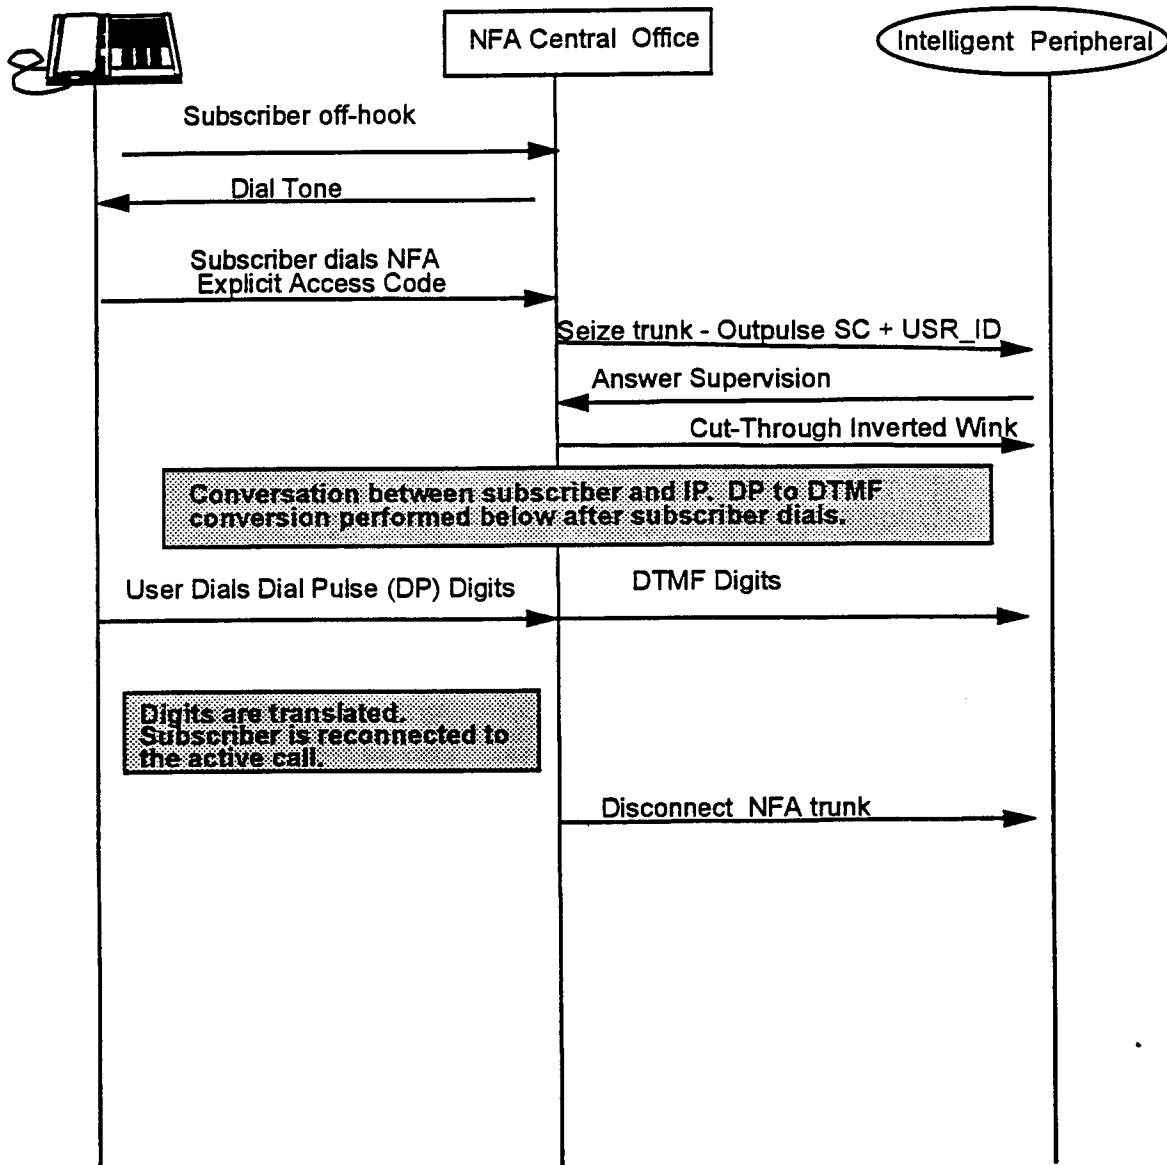 NFA Central Office
Intelligent Peripheral
Subscriber off-hook
Dial Tone
Subscriber dials NFA
Explicit Access Code
Seize trunk - Outpulse SC + USR_ID
Answer Supervision
Cut-Through Inverted Wink
Conversation between subscriber and IP. DP to DTMF
conversion performed below after subscriber dials.
User Dials Dial Pulse (DP) Digits
DTMF Digits
Digits are translated.
Subscriber is reconnected to
the active call.
Disconnect NFA trunk